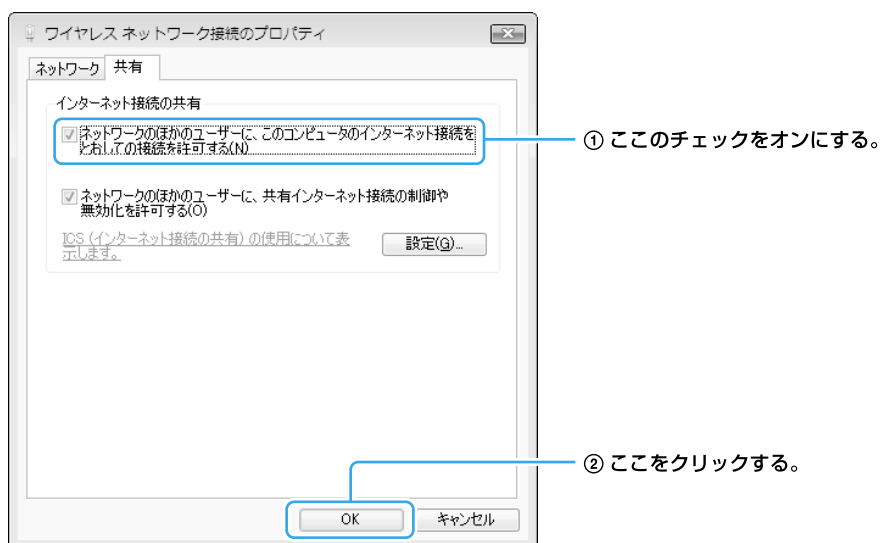 ワイヤレス ネットワーク接続のプロパティ
ネットワーク 共有
インターネット接続の共有
ネットワークのほかのユーザーに、このコンピュータのインターネット接続を
とおしての接続を許可する(N)
① ここのチェックをオンにする。
ネットワークのほかのユーザーに、共有インターネット接続の制御や
無効化を許可する(O)
ICS (インターネット接続の共有) の使用について表
示します。
設定(G)...
② ここをクリックする。
OK キャンセル